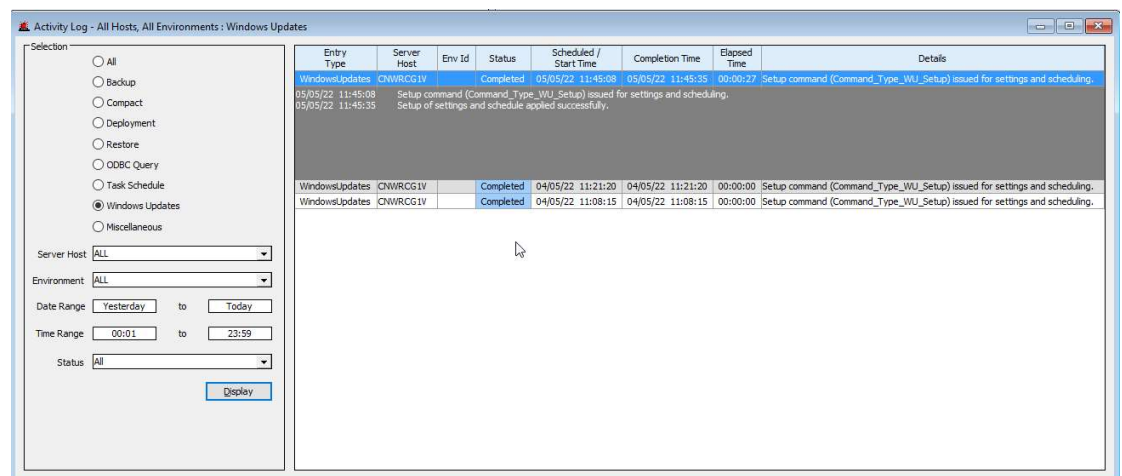 Activity Log - All Hosts, All Environments : Windows Updates
Selection
All
Backup
Compact
Deployment
Restore
ODBC Query
Task Schedule
Windows Updates
Miscellaneous
Server Host ALL
Environment ALL
Date Range Yesterday to Today
Time Range 00:01 to 23:59
Status All
Display
Entry Type Server Host Env Id Status Scheduled / Start Time Completion Time Elapsed Time Details
WindowsUpdates CNWRCG1V Completed 05/05/22 11:45:08 05/05/22 11:45:35 00:00:27 Setup command (Command_Type_WU_Setup) issued for settings and scheduling.
05/05/22 11:45:08 Setup command (Command_Type_WU_Setup) issued for settings and scheduling.
05/05/22 11:45:35 Setup of settings and schedule applied successfully.
WindowsUpdates CNWRCG1V Completed 04/05/22 11:21:20 04/05/22 11:21:20 00:00:00 Setup command (Command_Type_WU_Setup) issued for settings and scheduling.
WindowsUpdates CNWRCG1V Completed 04/05/22 11:08:15 04/05/22 11:08:15 00:00:00 Setup command (Command_Type_WU_Setup) issued for settings and scheduling.